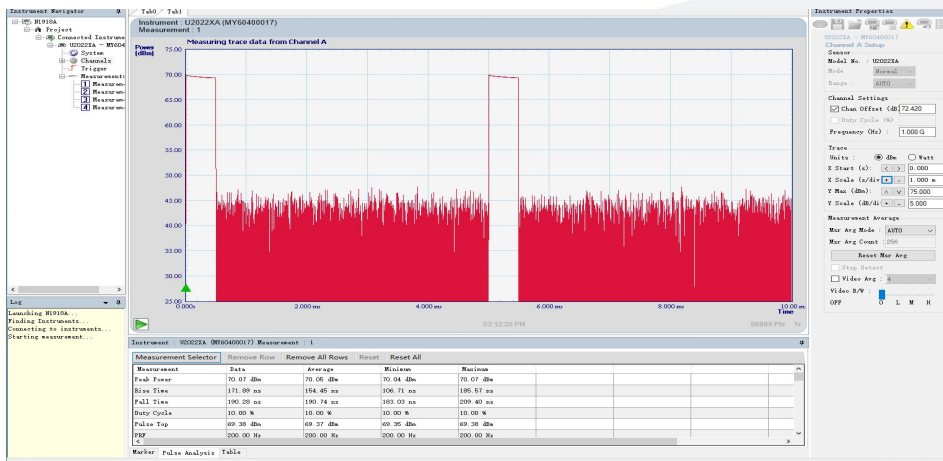 Instrument Navigator
N1918A
Project
Connected Instrume
U2022XA - MY604
System
Channels
Trigger
Measurements
1 Measurem
2 Measurem
3 Measurem
4 Measurem
Log
Launching N1918A...
Finding Instruments...
Connecting to instruments...
Starting measurement...
Tab0 Tab1
Instrument : U2022XA (MY60400017)
Measurement : 1
Power
(dBm)
Measuring trace data from Channel A
75.00
70.00
65.00
60.00
55.00
50.00
45.00
40.00
35.00
30.00
25.00
0.000s 2.000 ms 4.000 ms 6.000 ms 8.000 ms 10.00 m
Time
03:12:20 PM
1x
Instrument : U2022XA (MY60400017) Measurement : 1
Measurement Selector Remove Row Remove All Rows Reset Reset All
Measurement Data Average Minimum Maximum
Peak Power 70.07 dBm 70.05 dBm 70.04 dBm 70.07 dBm
Rise Time 171.89 ns 154.45 ns 106.71 ns 185.57 ns
Fall Time 190.28 ns 190.74 ns 183.03 ns 209.40 ns
Duty Cycle 10.00 % 10.00 % 10.00 % 10.00 %
Pulse Top 69.38 dBm 69.37 dBm 69.35 dBm 69.38 dBm
PRF 200.00 Hz 200.00 Hz 200.00 Hz 200.00 Hz
Marker Pulse Analysis Table
Instrument Properties
U2022XA - MY60400017
Channel A Setup
Sensor
Model No. : U2022XA
Mode : Normal
Range : AUTO
Channel Settings
Chan Offset (dB) 72.420
Duty Cycle (%)
Frequency (Hz) : 1.000 G
Trace
Units : dBm Watt
X Start (s): < > 0.000
X Scale (s/div + - 1.000 m
Y Max (dBm): 75.000
Y Scale (dB/di + - 5.000
Measurement Average
Msr Avg Mode : AUTO
Msr Avg Count : 256
Reset Msr Avg
Step Detect
Video Avg : 4
Video B/W :
OFF O L M H